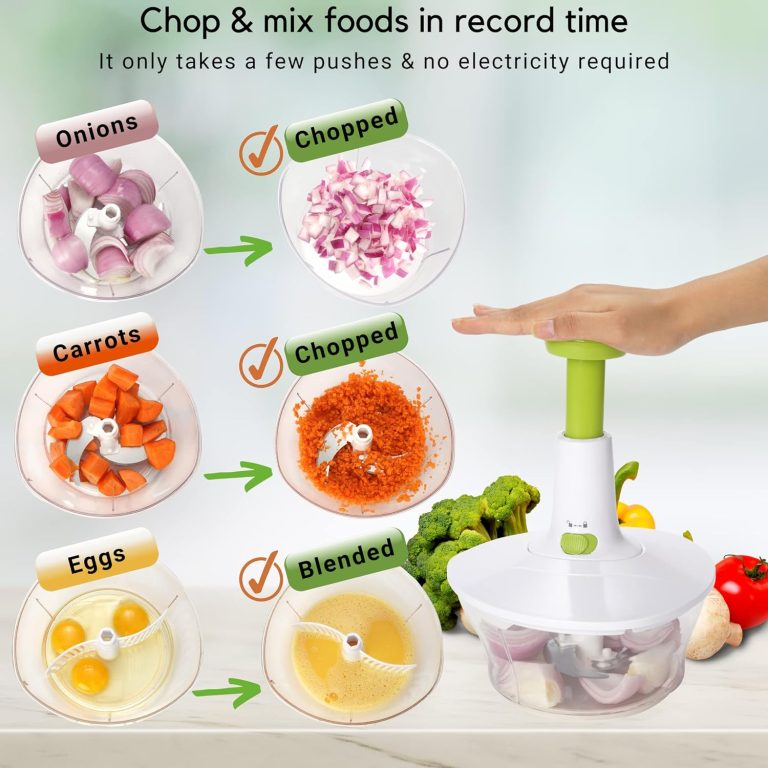 Chop & mix foods in record time
It only takes a few pushes & no electricity required
Onions
Chopped
Carrots
Chopped
Eggs
Blended